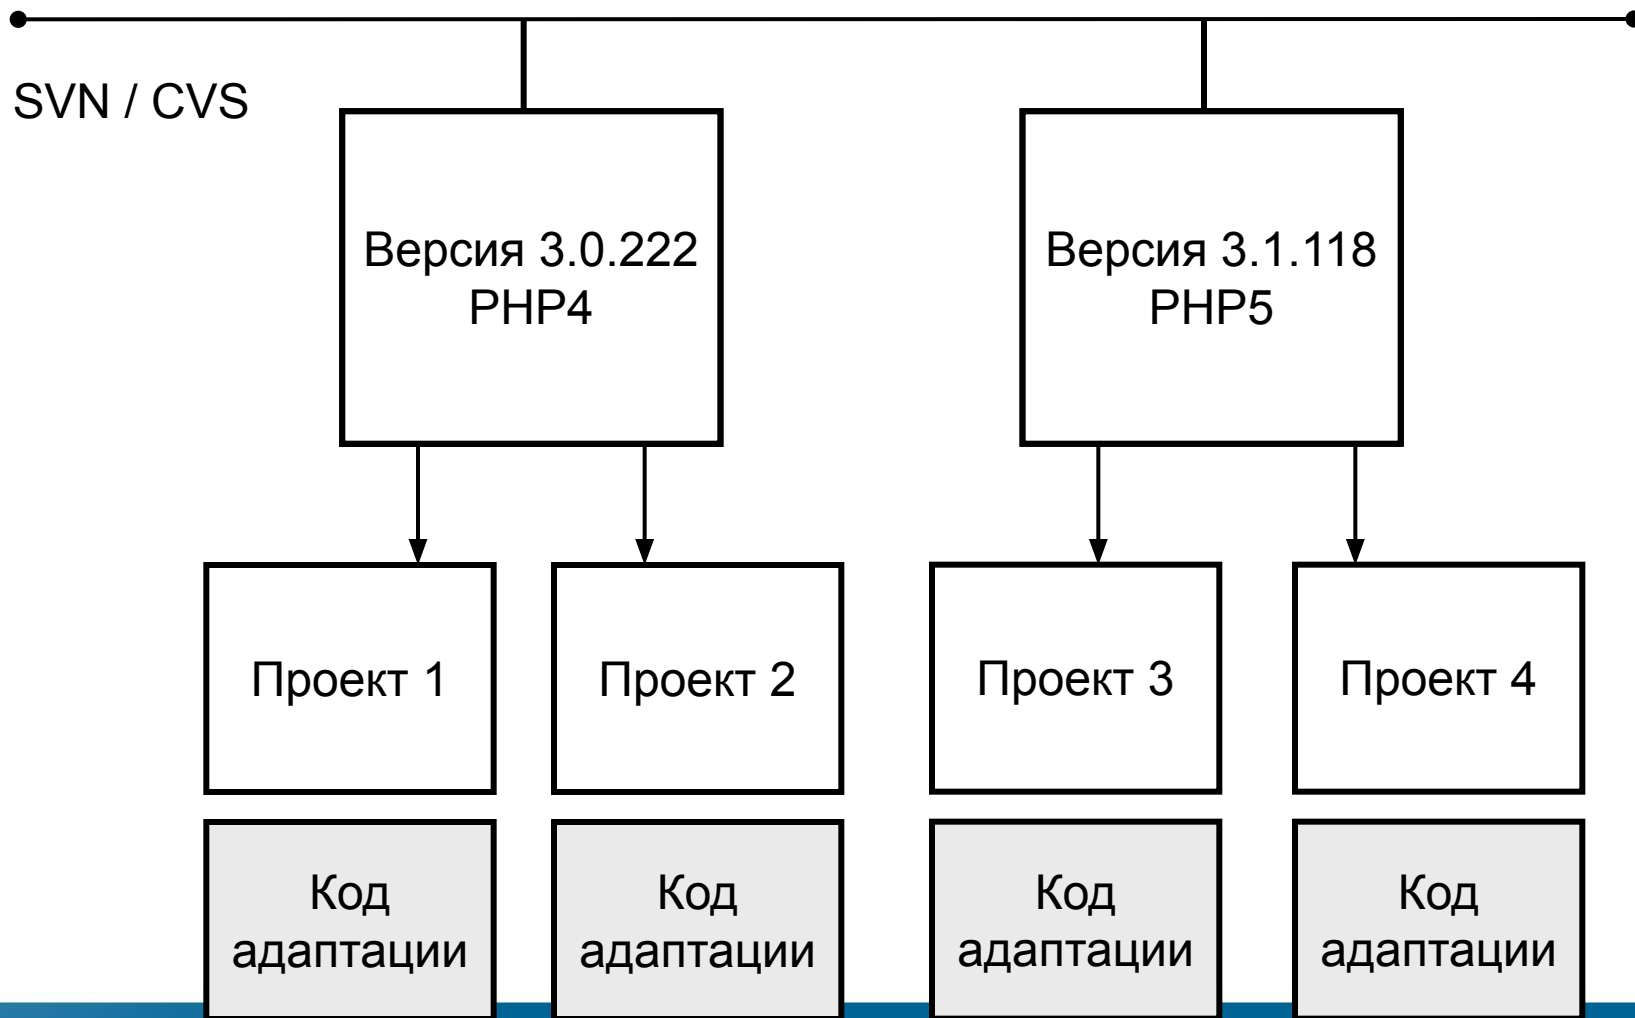 SVN / CVS
Версия 3.0.222
PHP4
Версия 3.1.118
PHP5
Проект 1
Проект 2
Проект 3
Проект 4
Код
адаптации
Код
адаптации
Код
адаптации
Код
адаптации